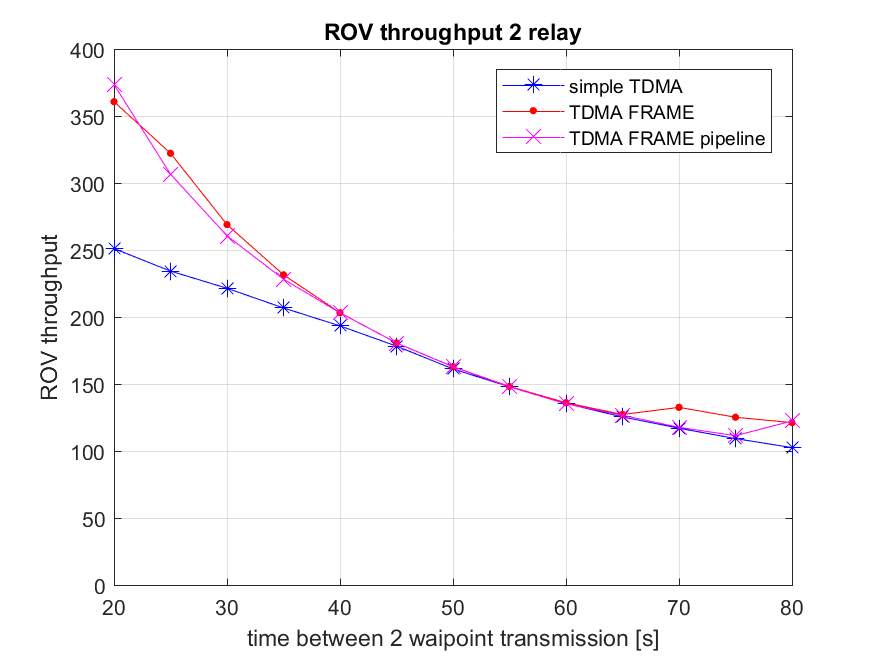 ROV throughput 2 relay
400
350
300
250
200
150
100
50
0
ROV throughput
simple TDMA
TDMA FRAME
TDMA FRAME pipeline
20 30 40 50 60 70 80
time between 2 waipoint transmission [s]